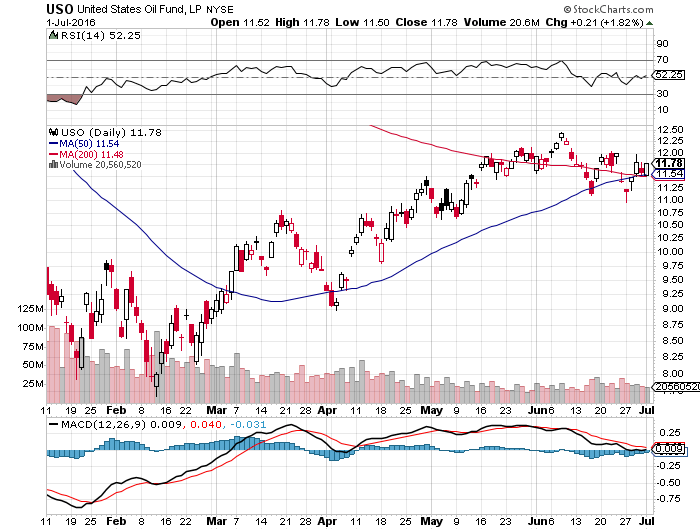 USO United States Oil Fund, LP NYSE © StockCharts.com
1-Jul-2016 Open 11.52 High 11.78 Low 11.50 Close 11.78 Volume 20.6M Chg +0.21 (+1.82%)
RSI(14) 52.25
90
70
52.25
30
10
USO (Daily) 11.78
MA(50) 11.54
MA(200) 11.48
Volume 20,560,520
12.50
12.25
12.00
11.78
11.54
11.25
11.00
10.75
10.50
10.25
10.00
9.75
9.50
9.25
9.00
8.75
8.50
8.25
8.00
125M
100M
75M
50M
25M
20560520
11 19 25 Feb 8 16 22 Mar 7 14 21 28 Apr 11 18 25 May 9 16 23 Jun 6 13 20 27 Jul
MACD(12,26,9) 0.009, 0.040, -0.031
0.25
0.009
-0.25
-0.50
-0.75
11 19 25 Feb 8 16 22 Mar 7 14 21 28 Apr 11 18 25 May 9 16 23 Jun 6 13 20 27 Jul